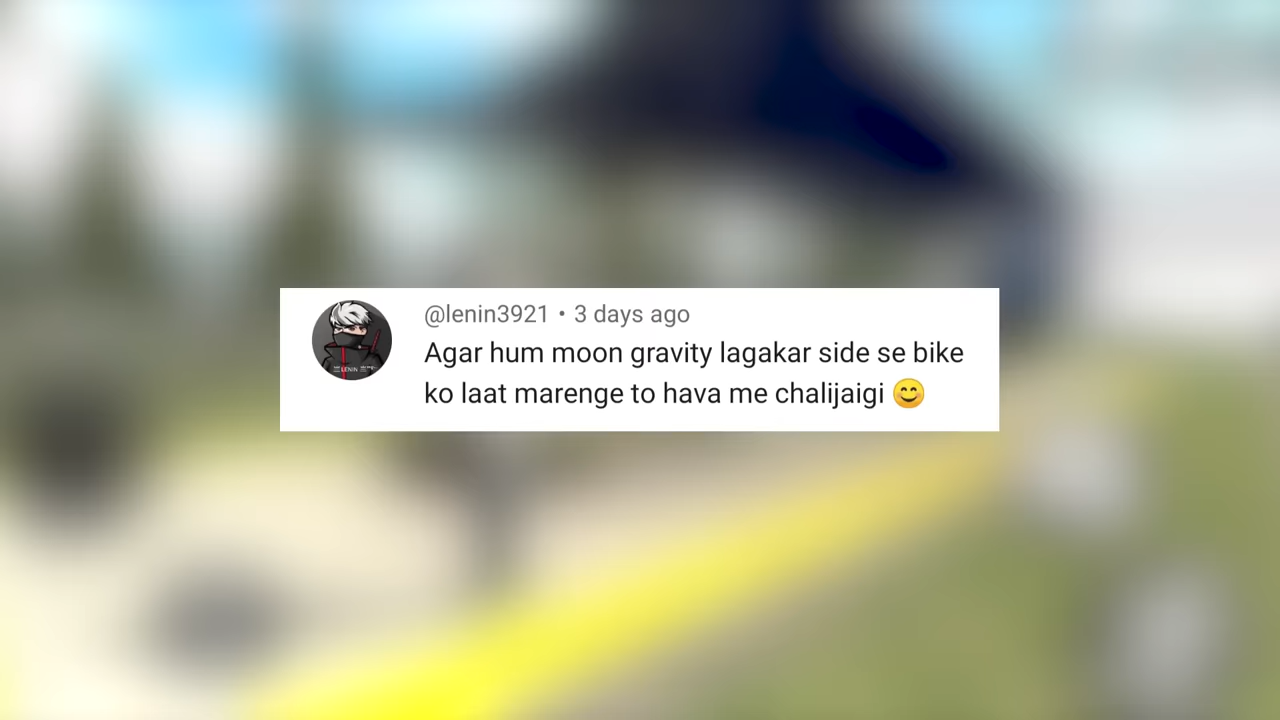 @lenin3921 • 3 days ago
Agar hum moon gravity lagakar side se bike
ko laat marenge to hava me chalijaigi 😊
LENIN